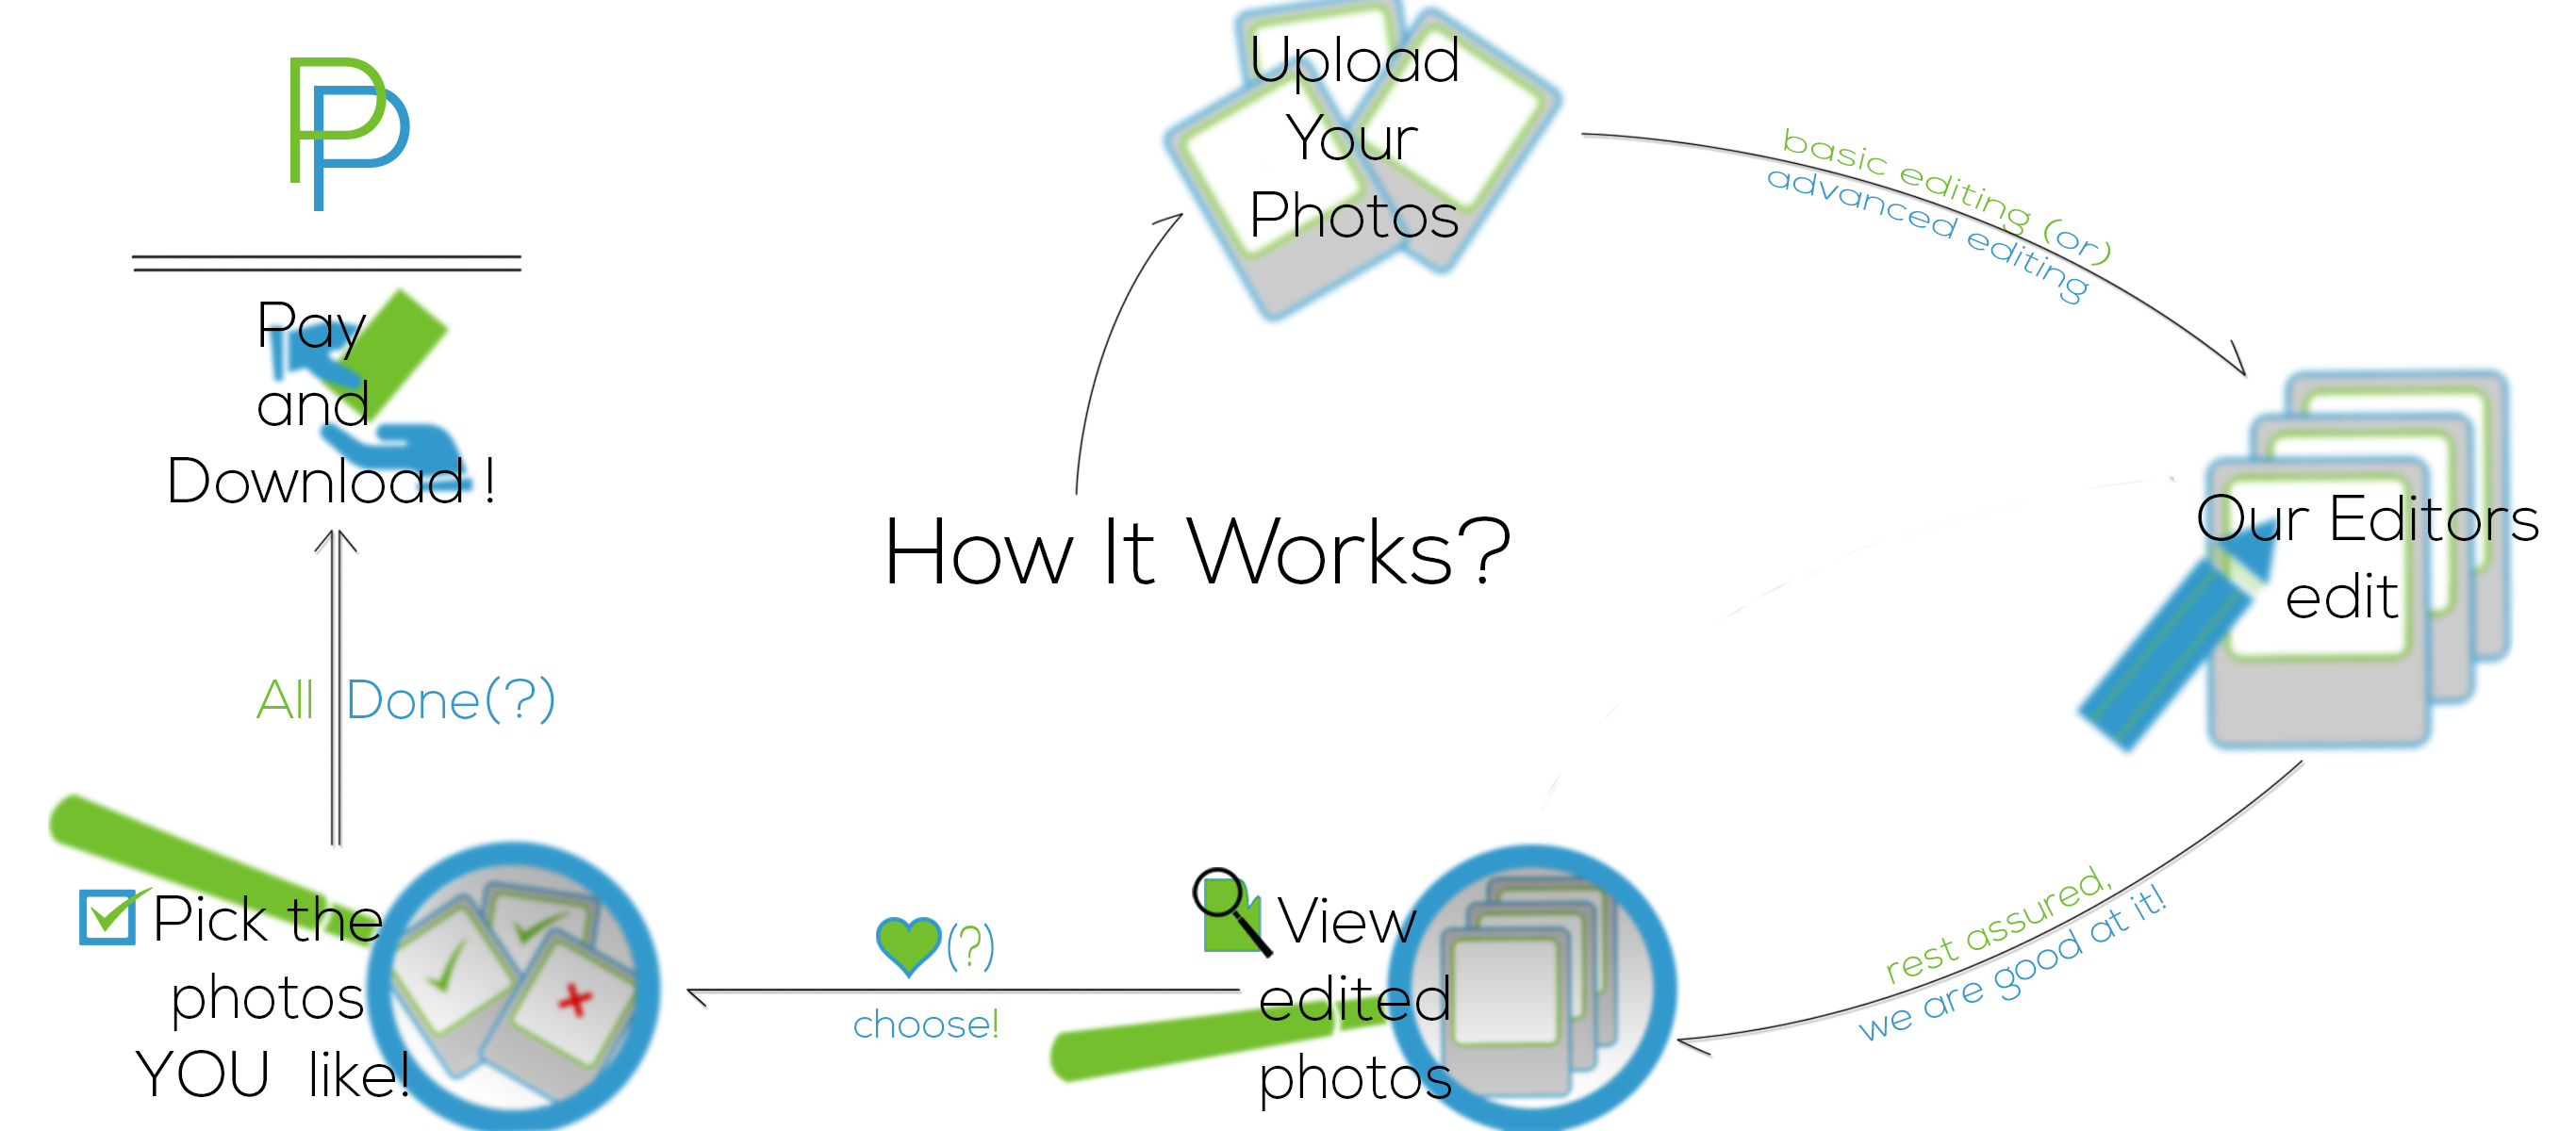 How It Works?
Upload
Your
Photos
basic editing (or)
advanced editing
Our Editors
edit
rest assured,
we are good at it!
View
edited
photos
(?)
choose!
Pick the
photos
YOU like!
All Done(?)
Pay
and
Download !
PP